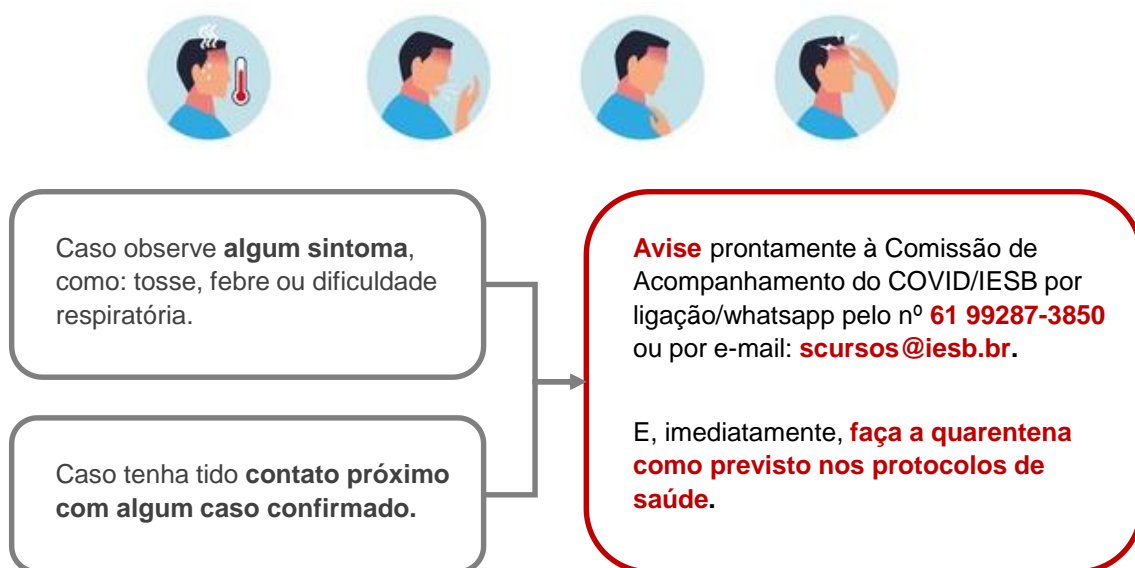 Caso observe algum sintoma,
como: tosse, febre ou dificuldade
respiratória.
Caso tenha tido contato próximo
com algum caso confirmado.
Avise prontamente à Comissão de
Acompanhamento do COVID/IESB por
ligação/whatsapp pelo nº 61 99287-3850
ou por e-mail: scursos@iesb.br.
E, imediatamente, faça a quarentena
como previsto nos protocolos de
saúde.